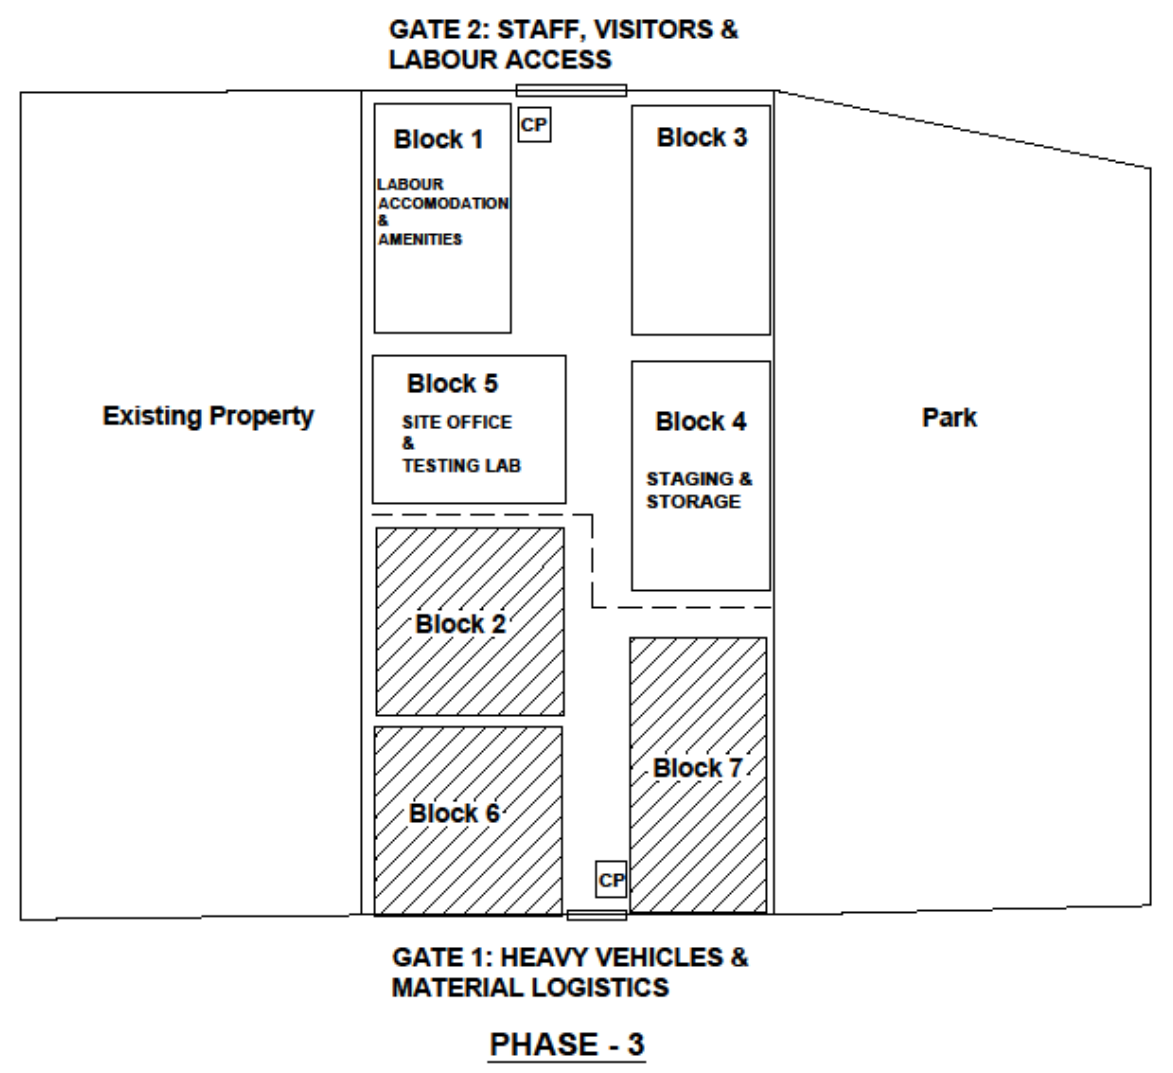 GATE 2: STAFF, VISITORS &
LABOUR ACCESS
CP
Block 1
LABOUR
ACCOMODATION
&
AMENITIES
Block 3
Existing Property
Block 5
SITE OFFICE
&
TESTING LAB
Block 4
STAGING &
STORAGE
Park
Block 2
Block 7
Block 6
CP
GATE 1: HEAVY VEHICLES &
MATERIAL LOGISTICS
PHASE - 3